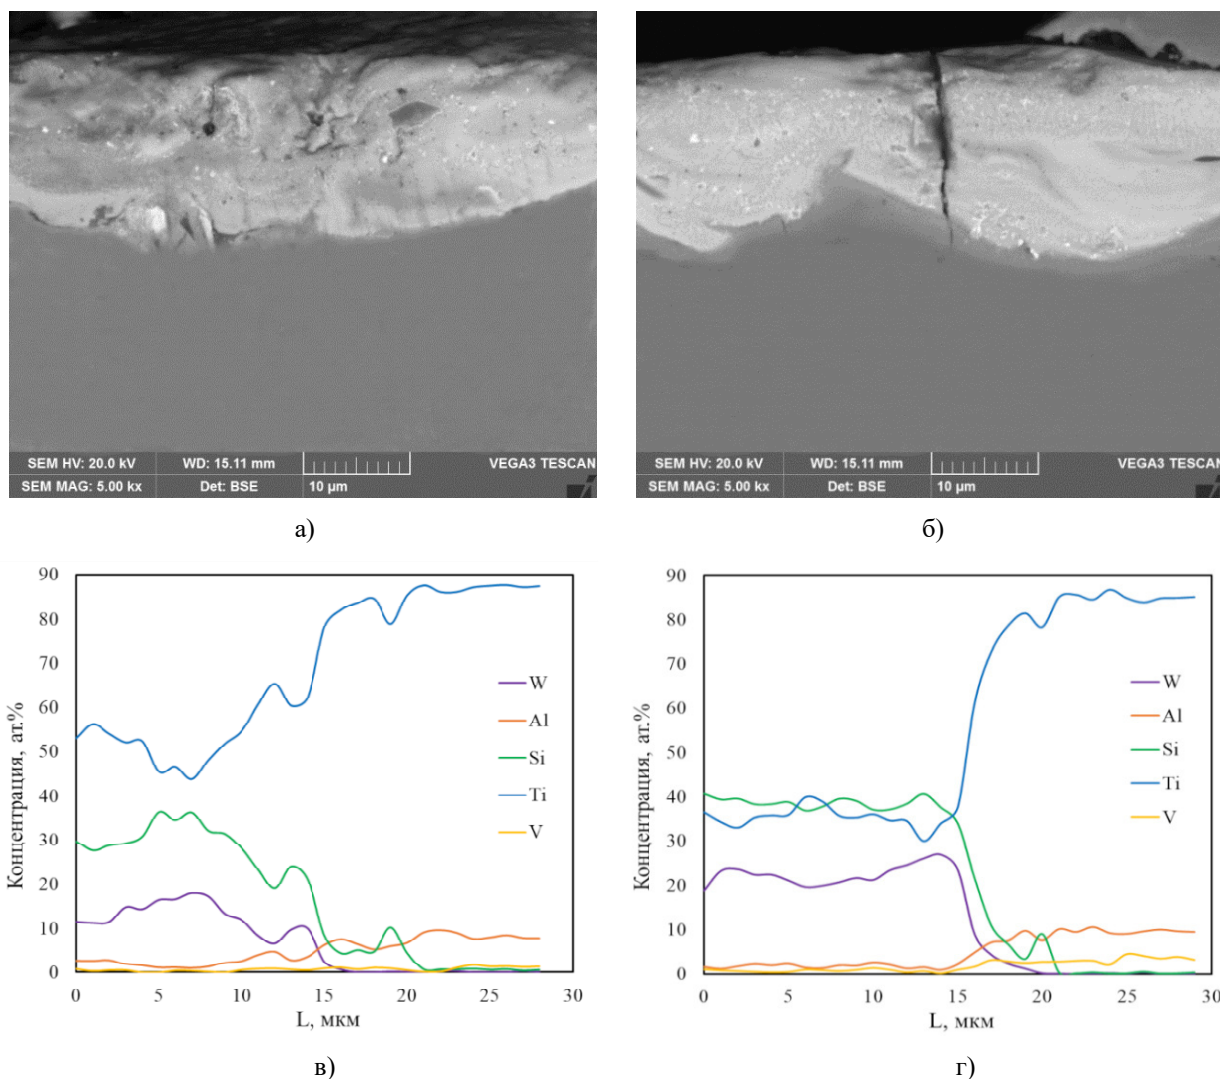 SEM HV: 20.0 kV WD: 15.11 mm VEGA3 TESCAN
SEM MAG: 5.00 kx Det: BSE 10 µm
SEM HV: 20.0 kV WD: 15.11 mm VEGA3 TESCAN
SEM MAG: 5.00 kx Det: BSE 10 µm
а)
б)
Концентрация, ат.%
90
80
70
60
50
40
30
20
10
0
0 5 10 15 20 25 30
L, мкм
W
Al
Si
Ti
V
в)
Концентрация, ат.%
90
80
70
60
50
40
30
20
10
0
0 5 10 15 20 25 30
L, мкм
W
Al
Si
Ti
V
г)